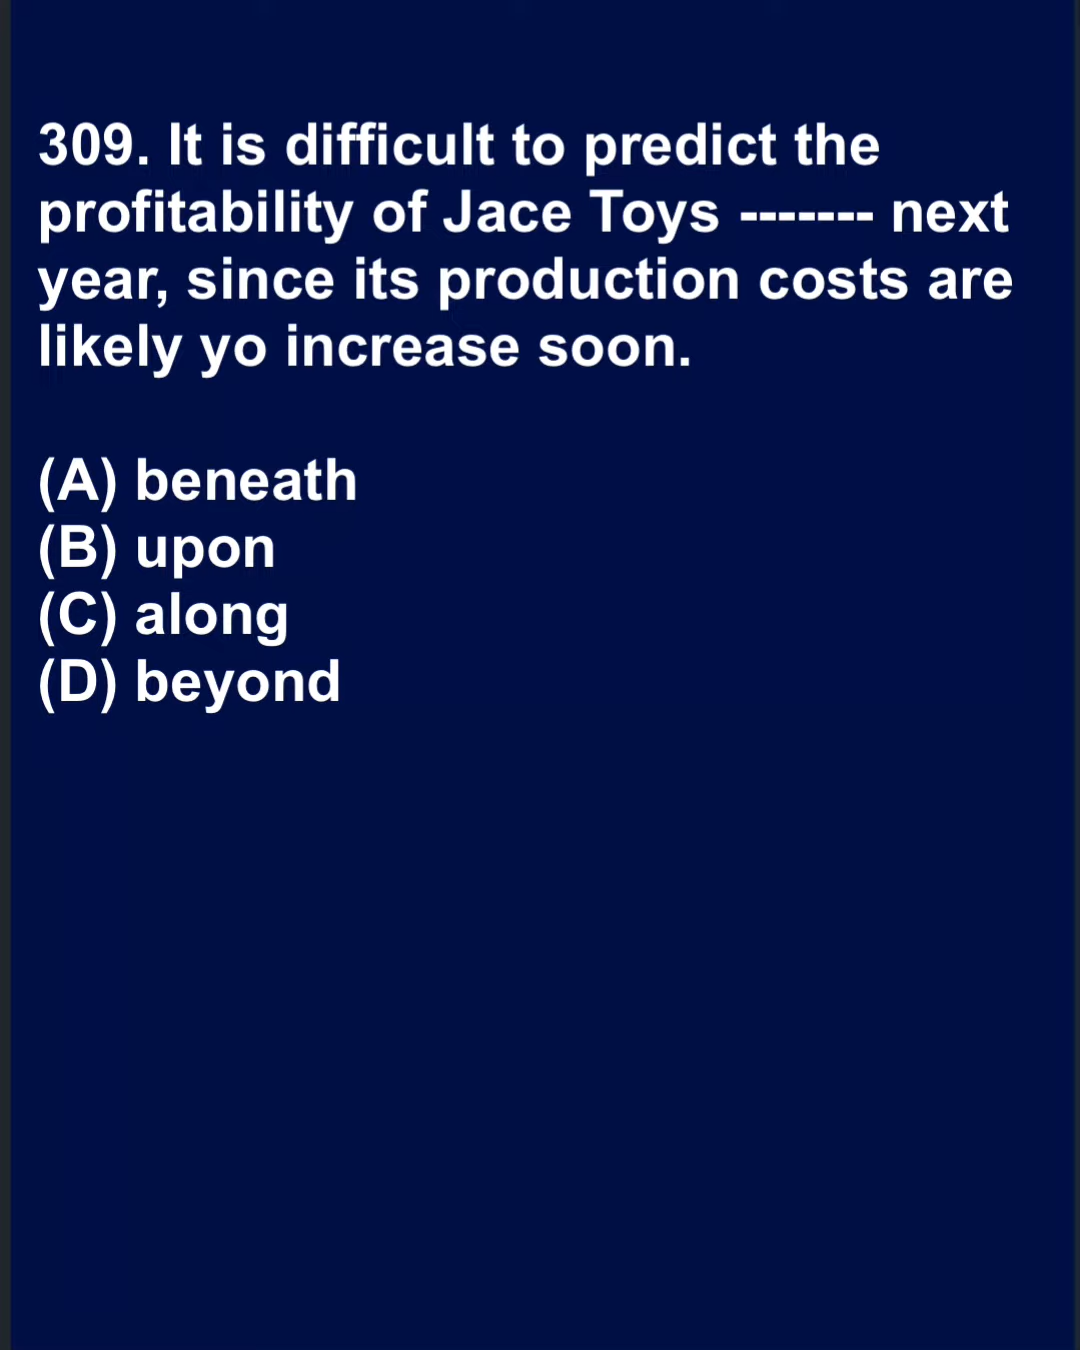 309. It is difficult to predict the
profitability of Jace Toys ------- next
year, since its production costs are
likely yo increase soon.
(A) beneath
(B) upon
(C) along
(D) beyond